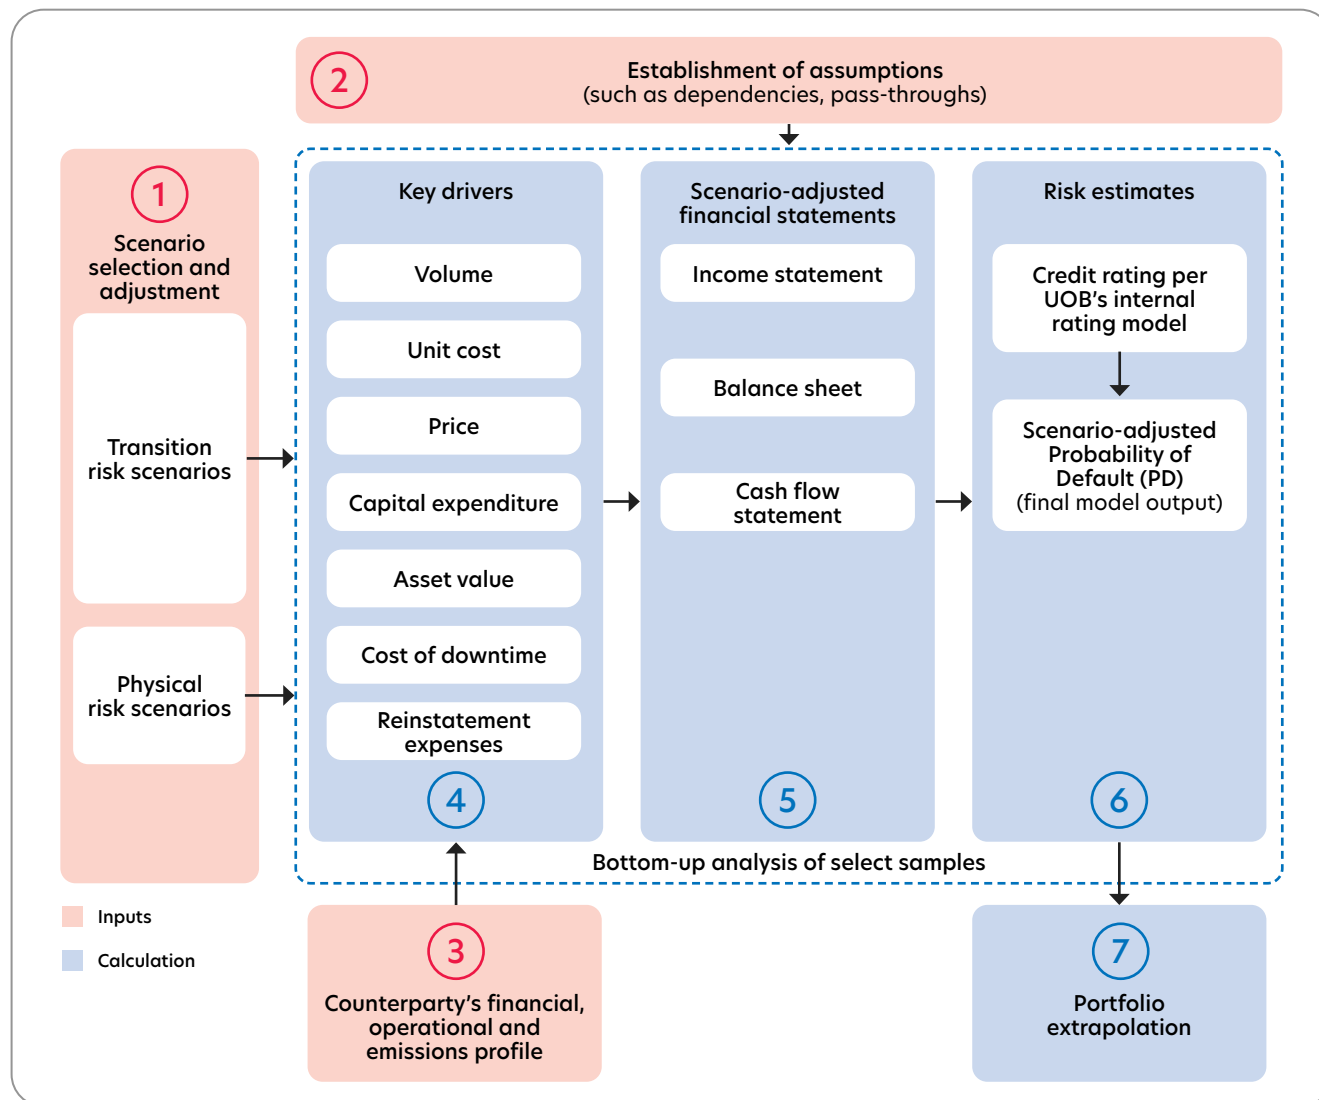 2
Establishment of assumptions
(such as dependencies, pass-throughs)
1
Scenario
selection and
adjustment
Transition
risk scenarios
Physical
risk scenarios
Key drivers
Volume
Unit cost
Price
Capital expenditure
Asset value
Cost of downtime
Reinstatement
expenses
4
Scenario-adjusted
financial statements
Income statement
Balance sheet
Cash flow
statement
5
Risk estimates
Credit rating per
UOB’s internal
rating model
Scenario-adjusted
Probability of
Default (PD)
(final model output)
6
Bottom-up analysis of select samples
Inputs
Calculation
3
Counterparty’s financial,
operational and
emissions profile
7
Portfolio
extrapolation